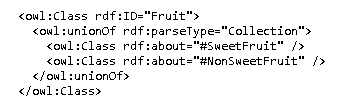 <owl:Class rdf:ID="Fruit">
<owl:unionOf rdf:parseType="Collection">
<owl:Class rdf:about="#SweetFruit" />
<owl:Class rdf:about="#NonSweetFruit" />
</owl:unionOf>
</owl:Class>